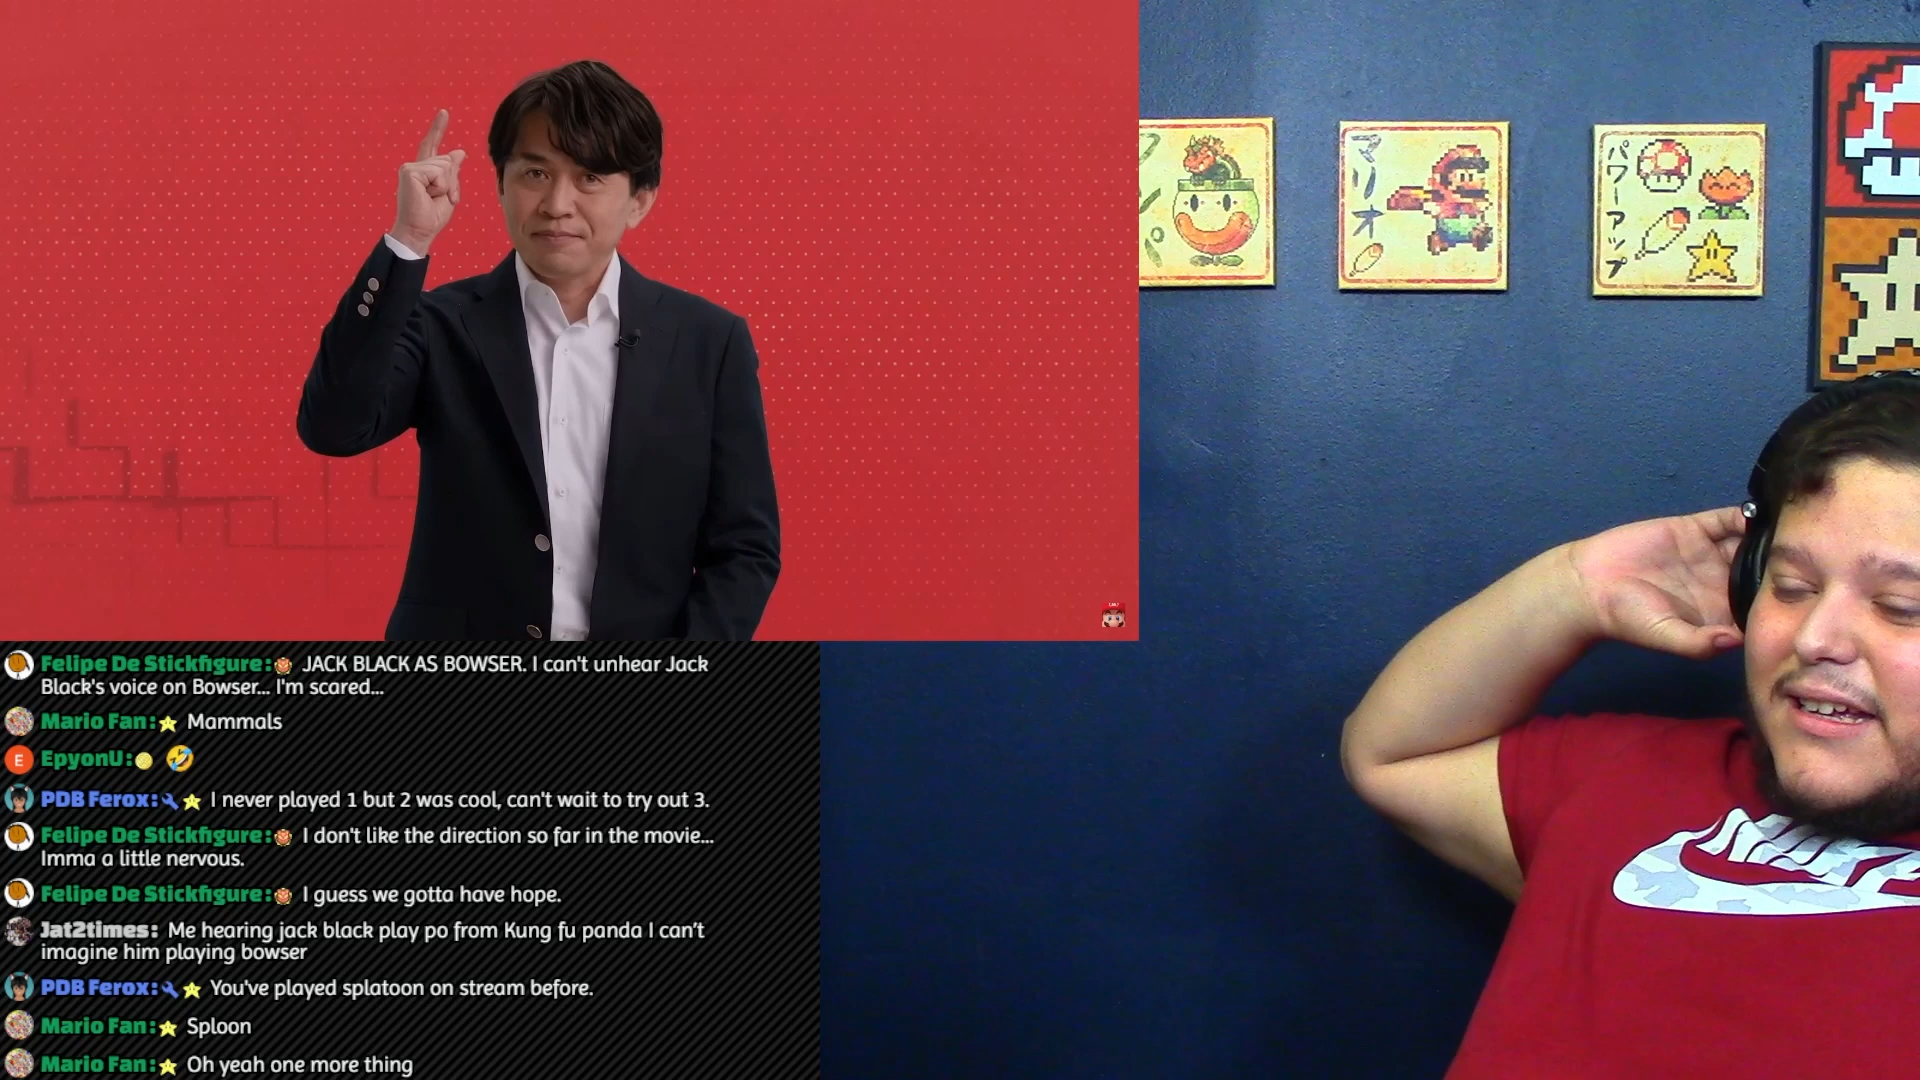 クッパ
マリオ
パワーアップ
Felipe De Stickfigure: JACK BLACK AS BOWSER. I can't unhear Jack
Black's voice on Bowser... I'm scared...
Mario Fan: Mammals
E EpyonU: 🤣
PDB Ferox: I never played 1 but 2 was cool, can't wait to try out 3.
Felipe De Stickfigure: I don't like the direction so far in the movie...
Imma a little nervous.
Felipe De Stickfigure: I guess we gotta have hope.
Jat2times: Me hearing jack black play po from Kung fu panda I can't
imagine him playing bowser
PDB Ferox: You've played splatoon on stream before.
Mario Fan: Sploon
Mario Fan: Oh yeah one more thing